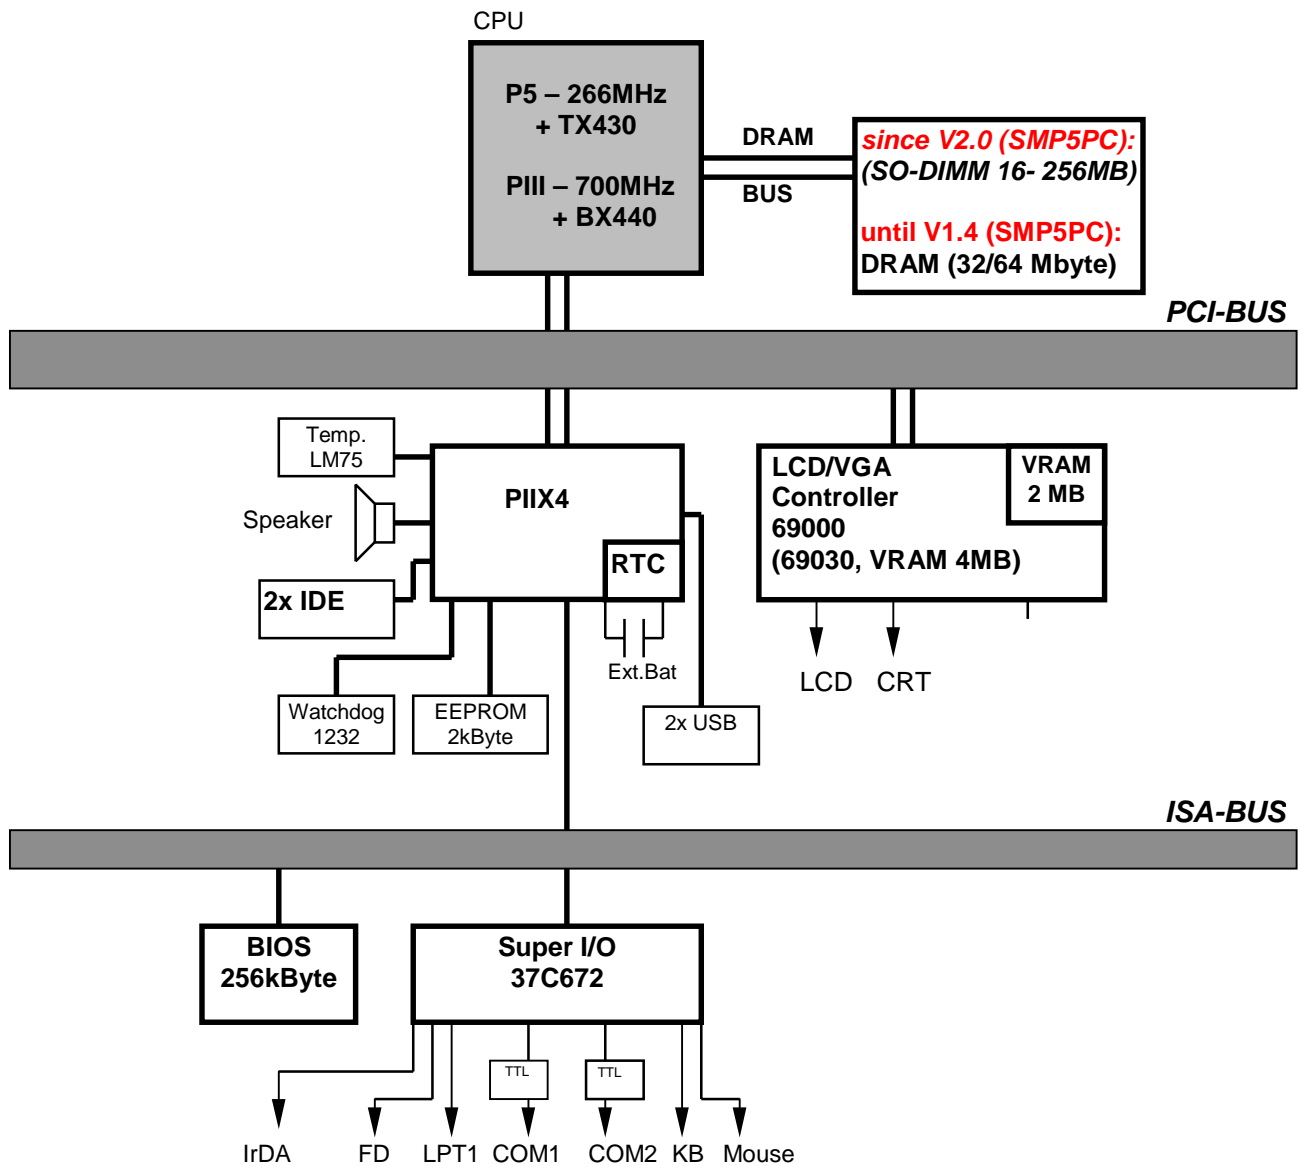 CPU
P5 – 266MHz
+ TX430
PIII – 700MHz
+ BX440
DRAM
BUS
since V2.0 (SMP5PC):
(SO-DIMM 16- 256MB)
until V1.4 (SMP5PC):
DRAM (32/64 Mbyte)
PCI-BUS
Temp.
LM75
Speaker
2x IDE
PIIX4
RTC
Ext.Bat
Watchdog
1232
EEPROM
2kByte
2x USB
LCD/VGA
Controller
69000
(69030, VRAM 4MB)
VRAM
2 MB
LCD
CRT
ISA-BUS
BIOS
256kByte
Super I/O
37C672
TTL
TTL
IrDA
FD
LPT1
COM1
COM2
KB
Mouse